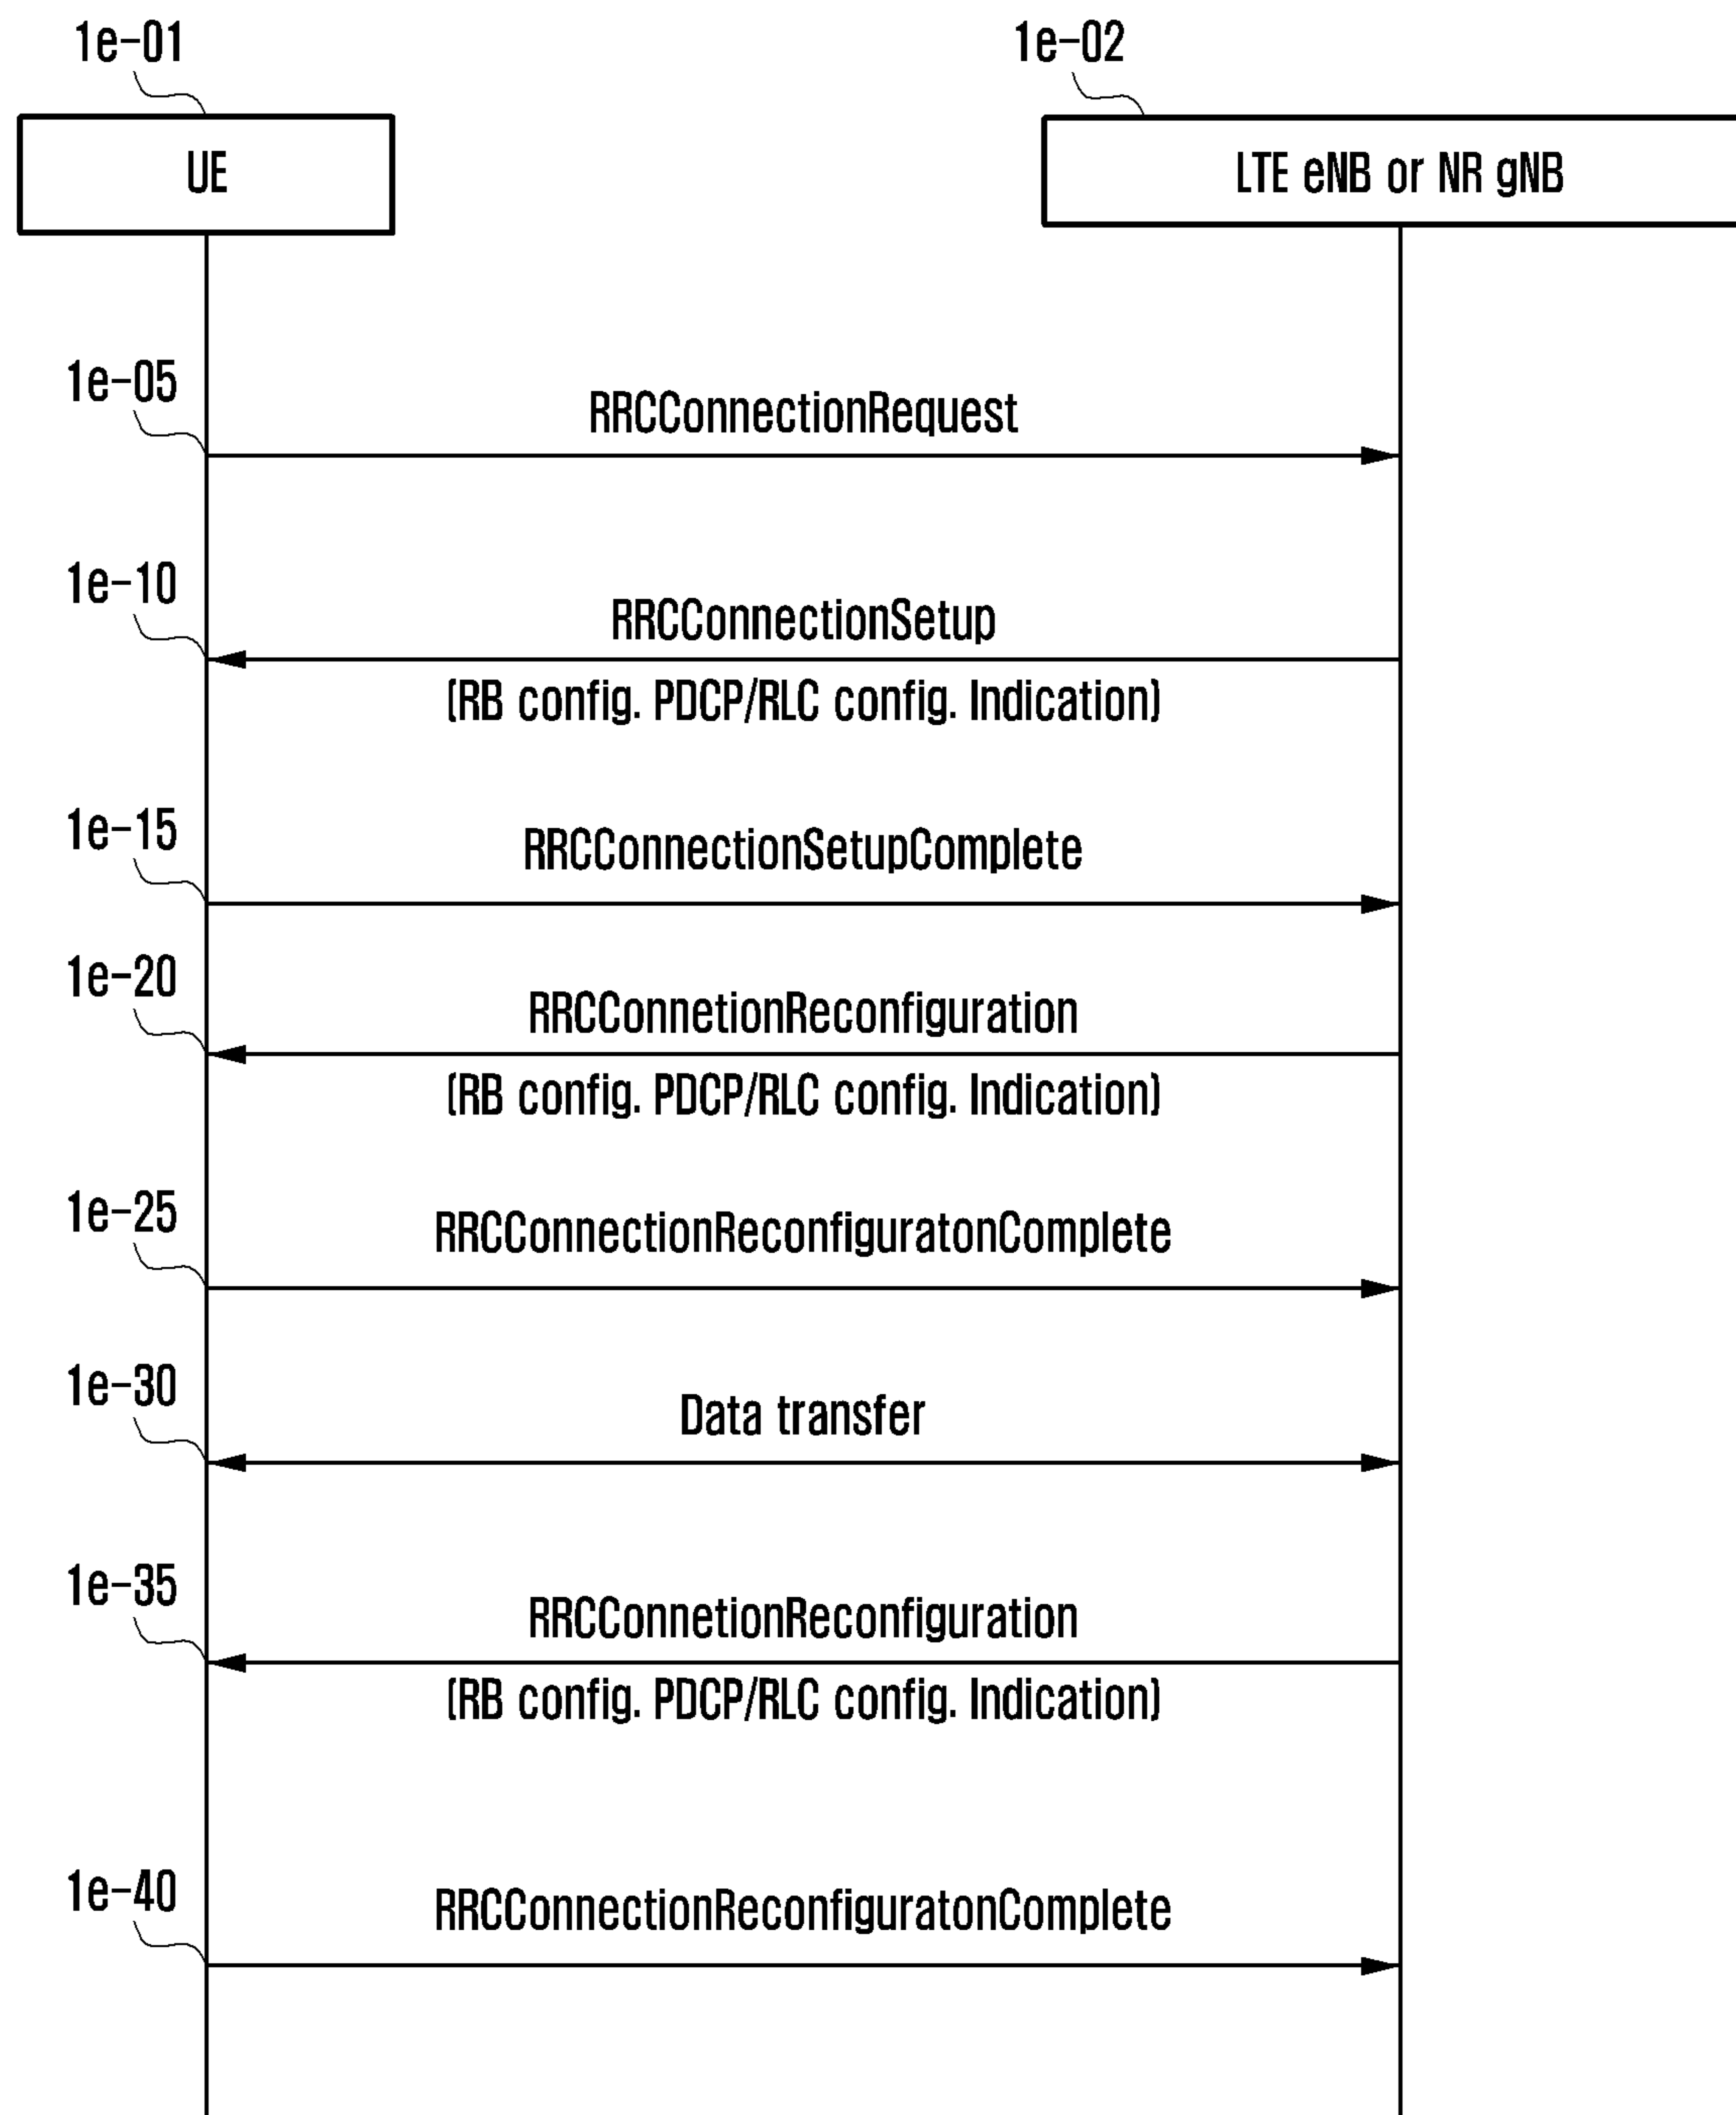 1e-01
1e-02
UE
LTE eNB or NR gNB
1e-05
RRCConnectionRequest
1e-10
RRCConnectionSetup
(RB config. PDCP/RLC config. Indication)
1e-15
RRCConnectionSetupComplete
1e-20
RRCConnetionReconfiguration
(RB config. PDCP/RLC config. Indication)
1e-25
RRCConnectionReconfiguratonComplete
1e-30
Data transfer
1e-35
RRCConnetionReconfiguration
(RB config. PDCP/RLC config. Indication)
1e-40
RRCConnectionReconfiguratonComplete